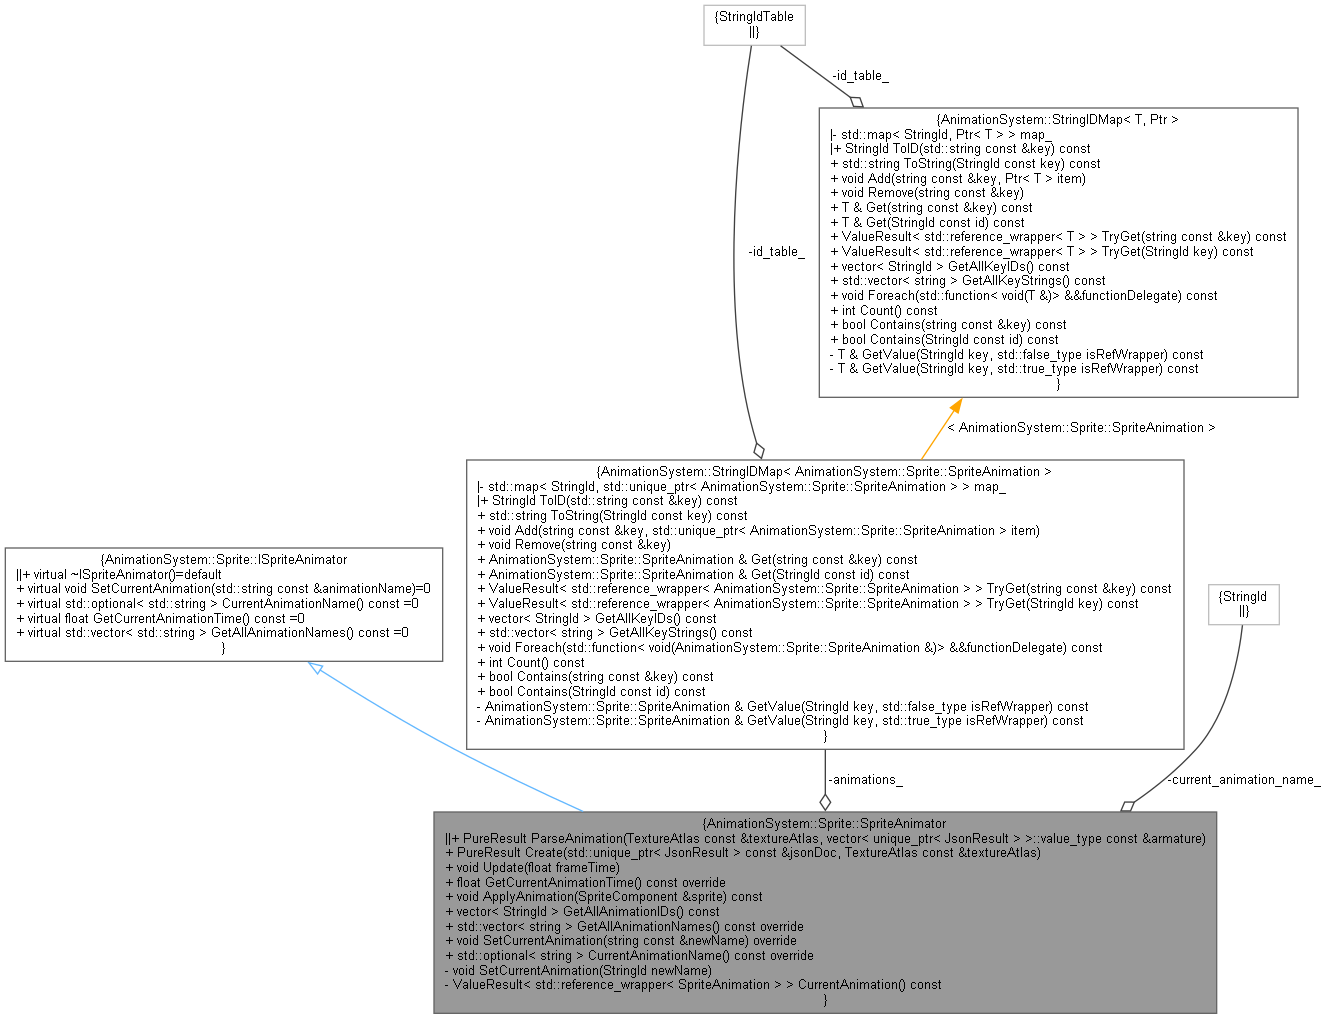 {StringIdTable
||}
-id_table_
{AnimationSystem::StringIDMap< T, Ptr >
|- std::map< StringId, Ptr< T > > map_
|+ StringId ToID(std::string const &key) const
+ std::string ToString(StringId const key) const
+ void Add(string const &key, Ptr< T > item)
+ void Remove(string const &key)
+ T & Get(string const &key) const
+ T & Get(StringId const id) const
+ ValueResult< std::reference_wrapper< T > > TryGet(string const &key) const
+ ValueResult< std::reference_wrapper< T > > TryGet(StringId key) const
+ vector< StringId > GetAllKeyIDs() const
+ std::vector< string > GetAllKeyStrings() const
+ void Foreach(std::function< void(T &)> &&functionDelegate) const
+ int Count() const
+ bool Contains(string const &key) const
+ bool Contains(StringId const id) const
- T & GetValue(StringId key, std::false_type isRefWrapper) const
- T & GetValue(StringId key, std::true_type isRefWrapper) const
}
-id_table_
< AnimationSystem::Sprite::SpriteAnimation >
{AnimationSystem::StringIDMap< AnimationSystem::Sprite::SpriteAnimation >
|- std::map< StringId, std::unique_ptr< AnimationSystem::Sprite::SpriteAnimation > > map_
|+ StringId ToID(std::string const &key) const
+ std::string ToString(StringId const key) const
+ void Add(string const &key, std::unique_ptr< AnimationSystem::Sprite::SpriteAnimation > item)
+ void Remove(string const &key)
+ AnimationSystem::Sprite::SpriteAnimation & Get(string const &key) const
+ AnimationSystem::Sprite::SpriteAnimation & Get(StringId const id) const
+ ValueResult< std::reference_wrapper< AnimationSystem::Sprite::SpriteAnimation > > TryGet(string const &key) const
+ ValueResult< std::reference_wrapper< AnimationSystem::Sprite::SpriteAnimation > > TryGet(StringId key) const
+ vector< StringId > GetAllKeyIDs() const
+ std::vector< string > GetAllKeyStrings() const
+ void Foreach(std::function< void(AnimationSystem::Sprite::SpriteAnimation &)> &&functionDelegate) const
+ int Count() const
+ bool Contains(string const &key) const
+ bool Contains(StringId const id) const
- AnimationSystem::Sprite::SpriteAnimation & GetValue(StringId key, std::false_type isRefWrapper) const
- AnimationSystem::Sprite::SpriteAnimation & GetValue(StringId key, std::true_type isRefWrapper) const
}
{AnimationSystem::Sprite::ISpriteAnimator
||+ virtual ~ISpriteAnimator()=default
+ virtual void SetCurrentAnimation(std::string const &animationName)=0
+ virtual std::optional< std::string > CurrentAnimationName() const =0
+ virtual float GetCurrentAnimationTime() const =0
+ virtual std::vector< std::string > GetAllAnimationNames() const =0
}
{StringId
||}
-animations_
-current_animation_name_
{AnimationSystem::Sprite::SpriteAnimator
||+ PureResult ParseAnimation(TextureAtlas const &textureAtlas, vector< unique_ptr< JsonResult > >::value_type const &armature)
+ PureResult Create(std::unique_ptr< JsonResult > const &jsonDoc, TextureAtlas const &textureAtlas)
+ void Update(float frameTime)
+ float GetCurrentAnimationTime() const override
+ void ApplyAnimation(SpriteComponent &sprite) const
+ vector< StringId > GetAllAnimationIDs() const
+ std::vector< string > GetAllAnimationNames() const override
+ void SetCurrentAnimation(string const &newName) override
+ std::optional< string > CurrentAnimationName() const override
- void SetCurrentAnimation(StringId newName)
- ValueResult< std::reference_wrapper< SpriteAnimation > > CurrentAnimation() const
}